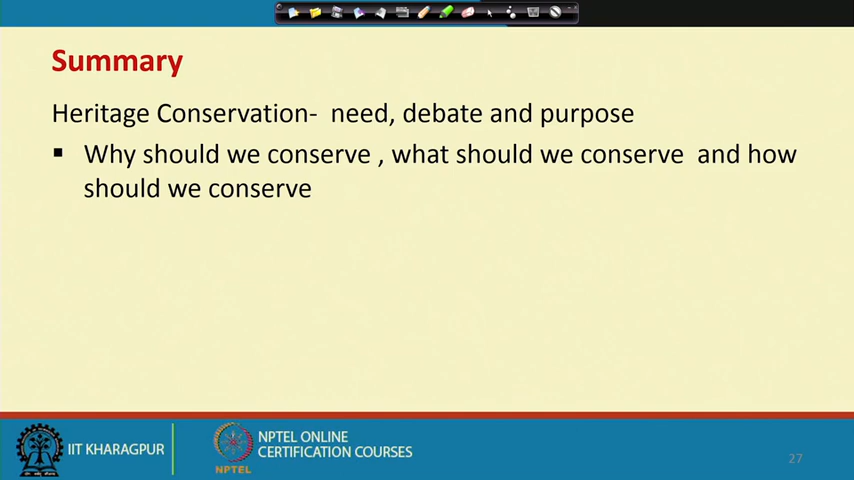 Summary
Heritage Conservation-  need, debate and purpose
▪ Why should we conserve , what should we conserve  and how
should we conserve
IIT KHARAGPUR
NPTEL
NPTEL ONLINE
CERTIFICATION COURSES
27